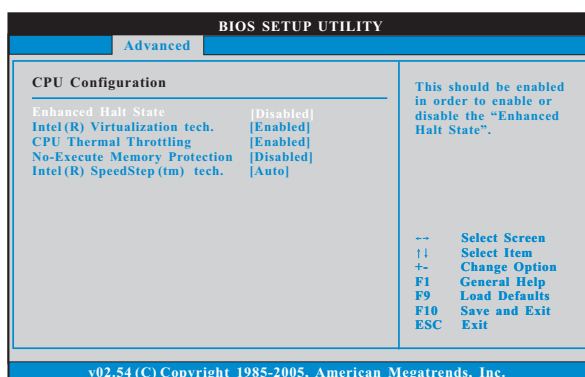 BIOS SETUP UTILITY
Advanced
CPU Configuration
Enhanced Halt State [Disabled]
Intel(R) Virtualization tech. [Enabled]
CPU Thermal Throttling [Enabled]
No-Execute Memory Protection [Disabled]
Intel(R) SpeedStep(tm) tech. [Auto]
This should be enabled
in order to enable or
disable the “Enhanced
Halt State”.
←→ Select Screen
↑↓ Select Item
+- Change Option
F1 General Help
F9 Load Defaults
F10 Save and Exit
ESC Exit
v02.54 (C) Copyright 1985-2005, American Megatrends, Inc.